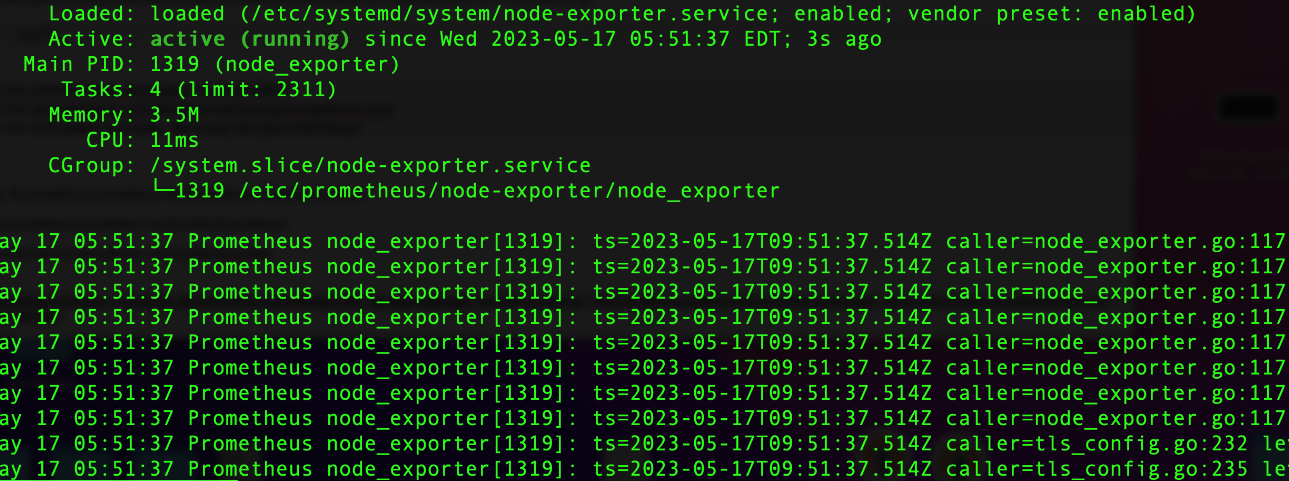 Loaded: loaded (/etc/systemd/system/node-exporter.service; enabled; vendor preset: enabled)
Active: active (running) since Wed 2023-05-17 05:51:37 EDT; 3s ago
Main PID: 1319 (node_exporter)
Tasks: 4 (limit: 2311)
Memory: 3.5M
CPU: 11ms
CGroup: /system.slice/node-exporter.service
└─1319 /etc/prometheus/node-exporter/node_exporter
ay 17 05:51:37 Prometheus node_exporter[1319]: ts=2023-05-17T09:51:37.514Z caller=node_exporter.go:117
ay 17 05:51:37 Prometheus node_exporter[1319]: ts=2023-05-17T09:51:37.514Z caller=node_exporter.go:117
ay 17 05:51:37 Prometheus node_exporter[1319]: ts=2023-05-17T09:51:37.514Z caller=node_exporter.go:117
ay 17 05:51:37 Prometheus node_exporter[1319]: ts=2023-05-17T09:51:37.514Z caller=node_exporter.go:117
ay 17 05:51:37 Prometheus node_exporter[1319]: ts=2023-05-17T09:51:37.514Z caller=node_exporter.go:117
ay 17 05:51:37 Prometheus node_exporter[1319]: ts=2023-05-17T09:51:37.514Z caller=node_exporter.go:117
ay 17 05:51:37 Prometheus node_exporter[1319]: ts=2023-05-17T09:51:37.514Z caller=node_exporter.go:117
ay 17 05:51:37 Prometheus node_exporter[1319]: ts=2023-05-17T09:51:37.514Z caller=node_exporter.go:117
ay 17 05:51:37 Prometheus node_exporter[1319]: ts=2023-05-17T09:51:37.514Z caller=tls_config.go:232 le
ay 17 05:51:37 Prometheus node_exporter[1319]: ts=2023-05-17T09:51:37.514Z caller=tls_config.go:235 le